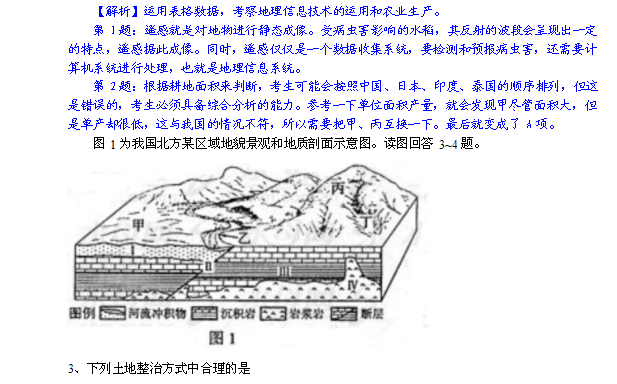 【解析】运用表格数据，考察地理信息技术的运用和农业生产。
第 1题：遥感就是对地物进行静态成像。受病虫害影响的水稻，其反射的波段会呈现出一定
的特点，遥感据此成像。同时，遥感仅仅是一个数据收集系统，要检测和预报病虫害，还需要计
算机系统进行处理，也就是地理信息系统。
第 2题：根据耕地面积来判断，考生可能会按照中国、日本、印度、泰国的顺序排列，但这
是错误的，考生必须具备综合分析的能力。参考一下单位面积产量，就会发现甲尽管面积大，但
是单产却很低，这与我国的情况不符，所以需要把甲、丙互换一下。最后就变成了 A 项。
图 1为我国北方某区域地貌景观和地质剖面示意图。读图回答 3~4 题。
丙
甲
丁
乙
I
II
III
IV
图例 河流冲积物 沉积岩 岩浆岩 断层
图 1
3、下列土地整治方式中合理的是